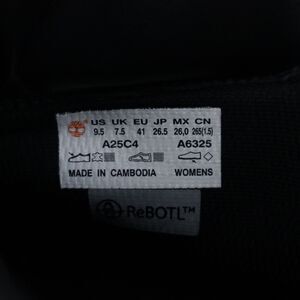 US UK EU JP MX CN
9.5 7.5 41 26.5 26,0 265(1.5)
A25C4 A6325
MADE IN CAMBODIA WOMENS
ReBOTL™